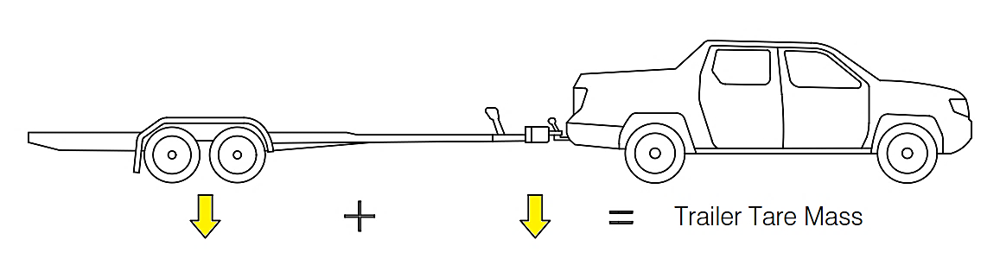 + = Trailer Tare Mass